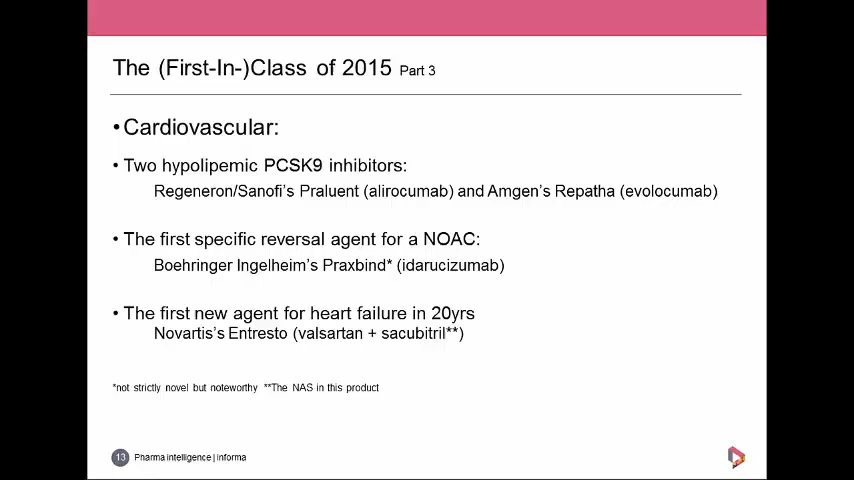 The (First-In-)Class of 2015 Part 3
•Cardiovascular:
• Two hypolipemic PCSK9 inhibitors:
Regeneron/Sanofi's Praluent (alirocumab) and Amgen's Repatha (evolocumab)
• The first specific reversal agent for a NOAC:
Boehringer Ingelheim's Praxbind* (idarucizumab)
• The first new agent for heart failure in 20yrs
Novartis's Entresto (valsartan + sacubitril**)
*not strictly novel but noteworthy **The NAS in this product
13 Pharma intelligence | informa